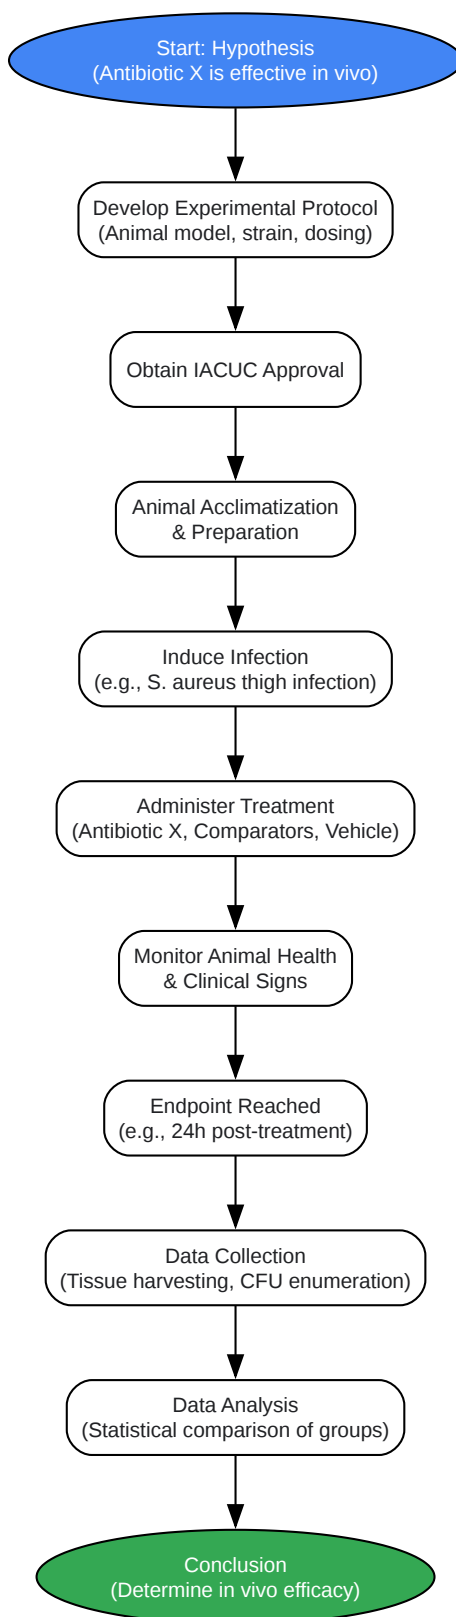 Start: Hypothesis
(Antibiotic X is effective in vivo)
Develop Experimental Protocol
(Animal model, strain, dosing)
Obtain IACUC Approval
Animal Acclimatization
& Preparation
Induce Infection
(e.g., S. aureus thigh infection)
Administer Treatment
(Antibiotic X, Comparators, Vehicle)
Monitor Animal Health
& Clinical Signs
Endpoint Reached
(e.g., 24h post-treatment)
Data Collection
(Tissue harvesting, CFU enumeration)
Data Analysis
(Statistical comparison of groups)
Conclusion
(Determine in vivo efficacy)